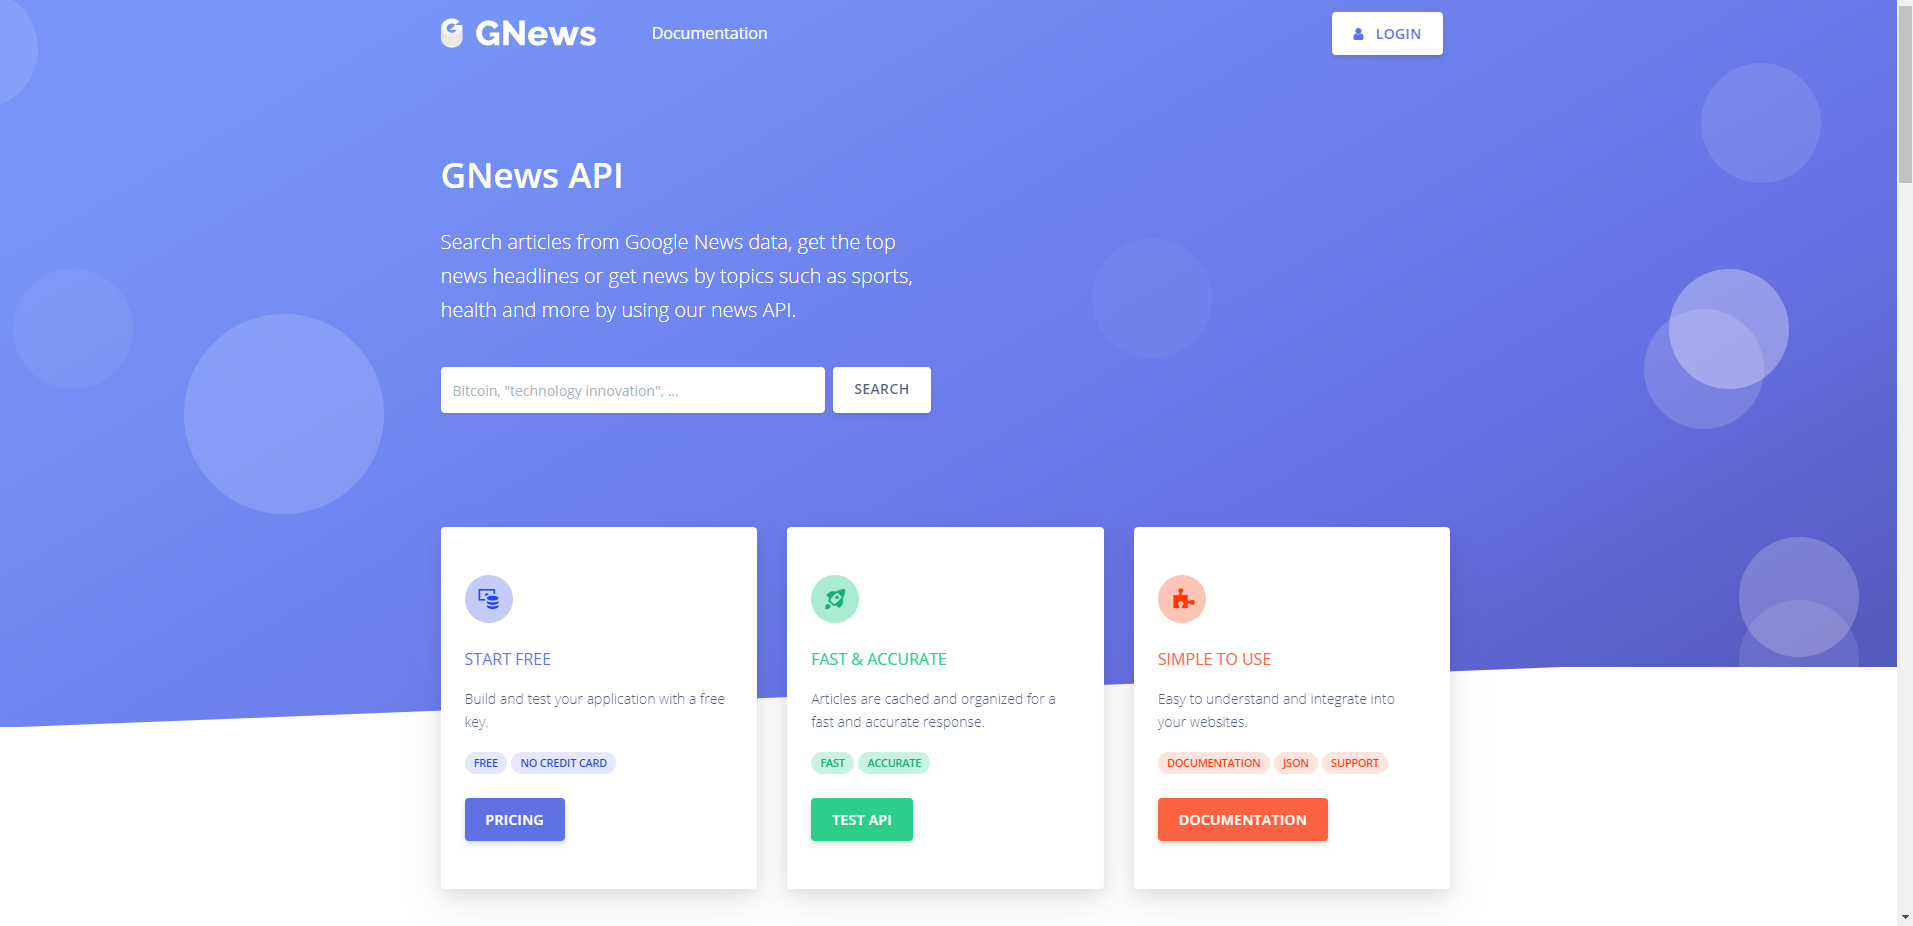 GNews
Documentation
LOGIN
GNews API
Search articles from Google News data, get the top
news headlines or get news by topics such as sports,
health and more by using our news API.
Bitcoin, "technology innovation", ...
SEARCH
START FREE
Build and test your application with a free
key.
FREE
NO CREDIT CARD
PRICING
FAST & ACCURATE
Articles are cached and organized for a
fast and accurate response.
FAST
ACCURATE
TEST API
SIMPLE TO USE
Easy to understand and integrate into
your websites.
DOCUMENTATION
JSON
SUPPORT
DOCUMENTATION